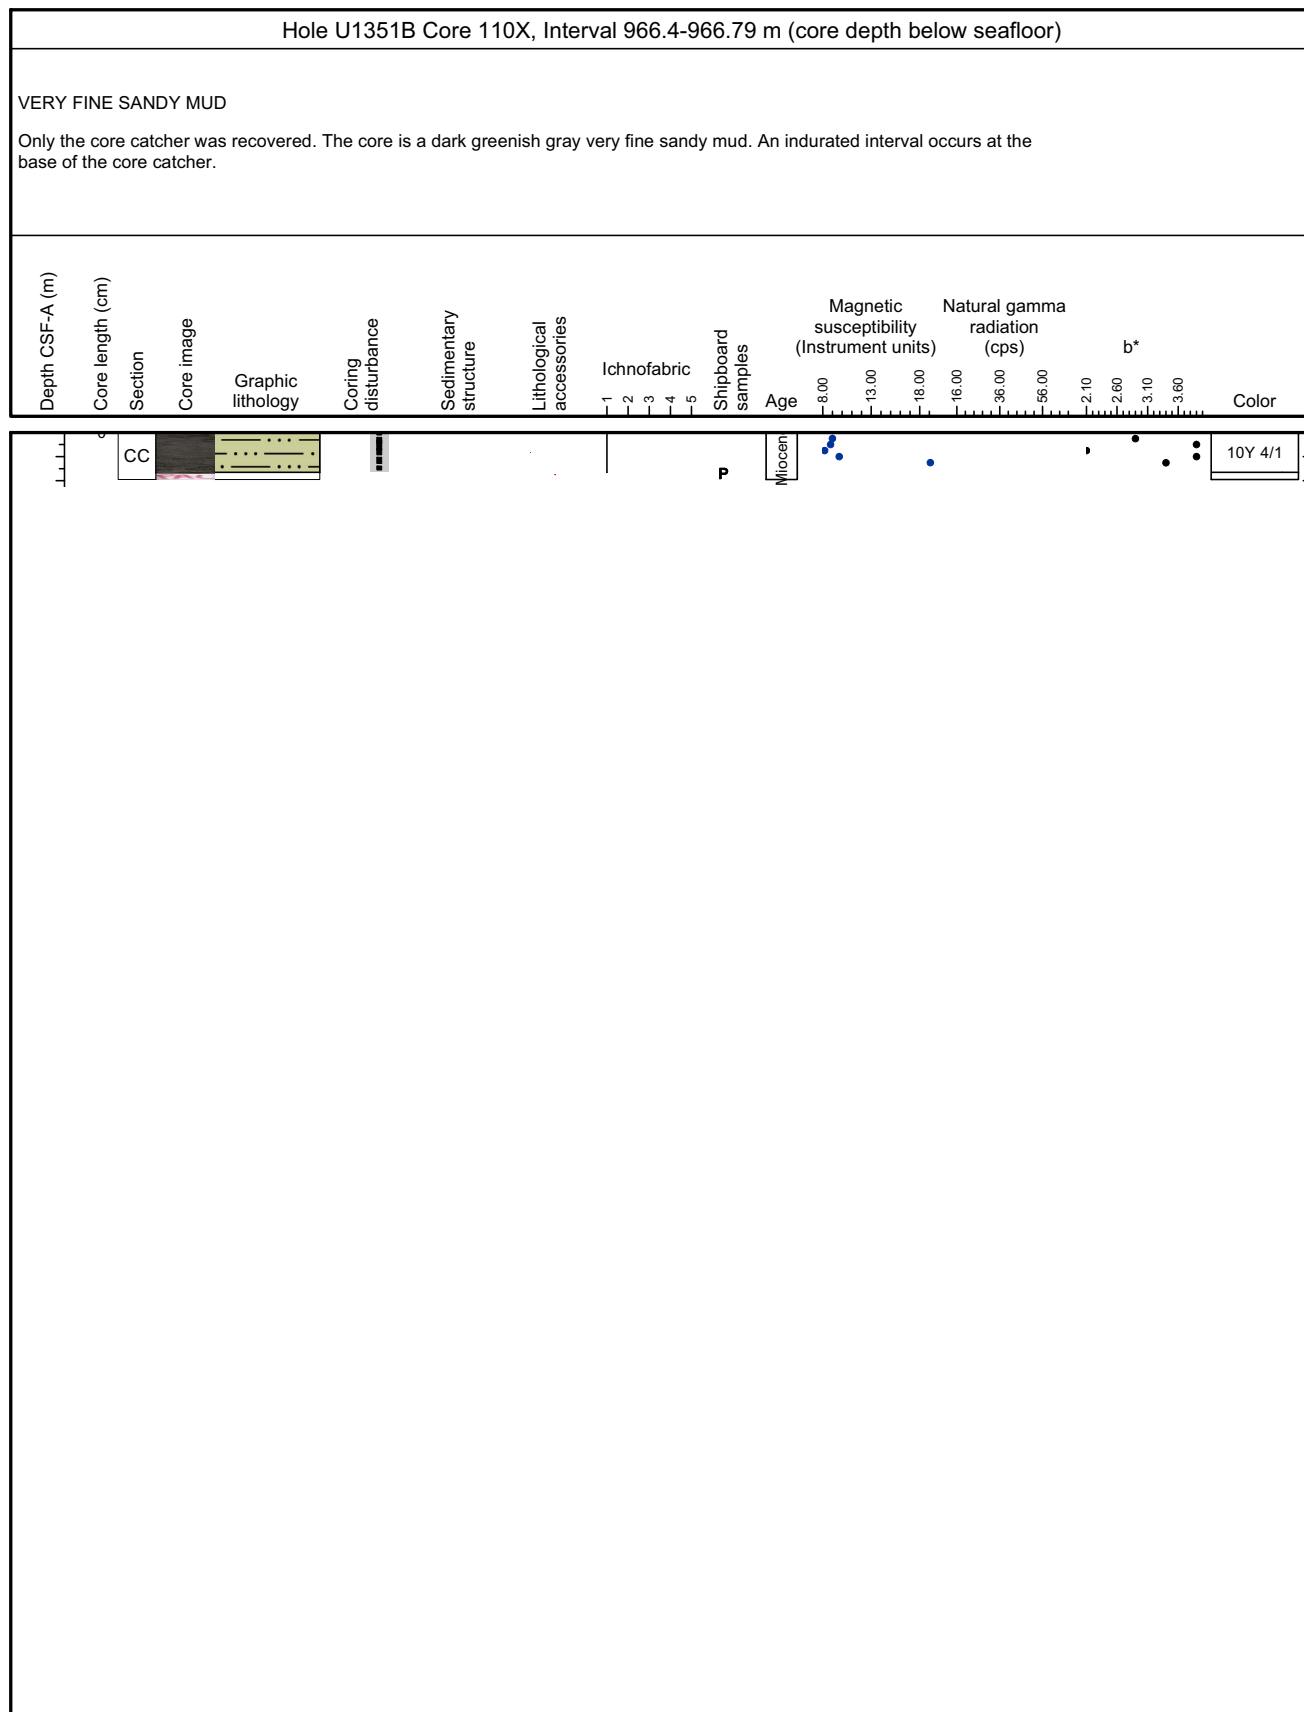 Hole U1351B Core 110X, Interval 966.4-966.79 m (core depth below seafloor)
VERY FINE SANDY MUD
Only the core catcher was recovered. The core is a dark greenish gray very fine sandy mud. An indurated interval occurs at the
base of the core catcher.
Depth CSF-A (m)
Core length (cm)
Section
Core image
Graphic
lithology
Coring
disturbance
Sedimentary
structure
Lithological
accessories
Ichnofabric
1
2
3
4
5
Shipboard
samples
Age
Magnetic
susceptibility
(Instrument units)
8.00
13.00
18.00
Natural gamma
radiation
(cps)
16.00
36.00
56.00
b*
2.10
2.60
3.10
3.60
Color
CC
P
Miocen
10Y 4/1